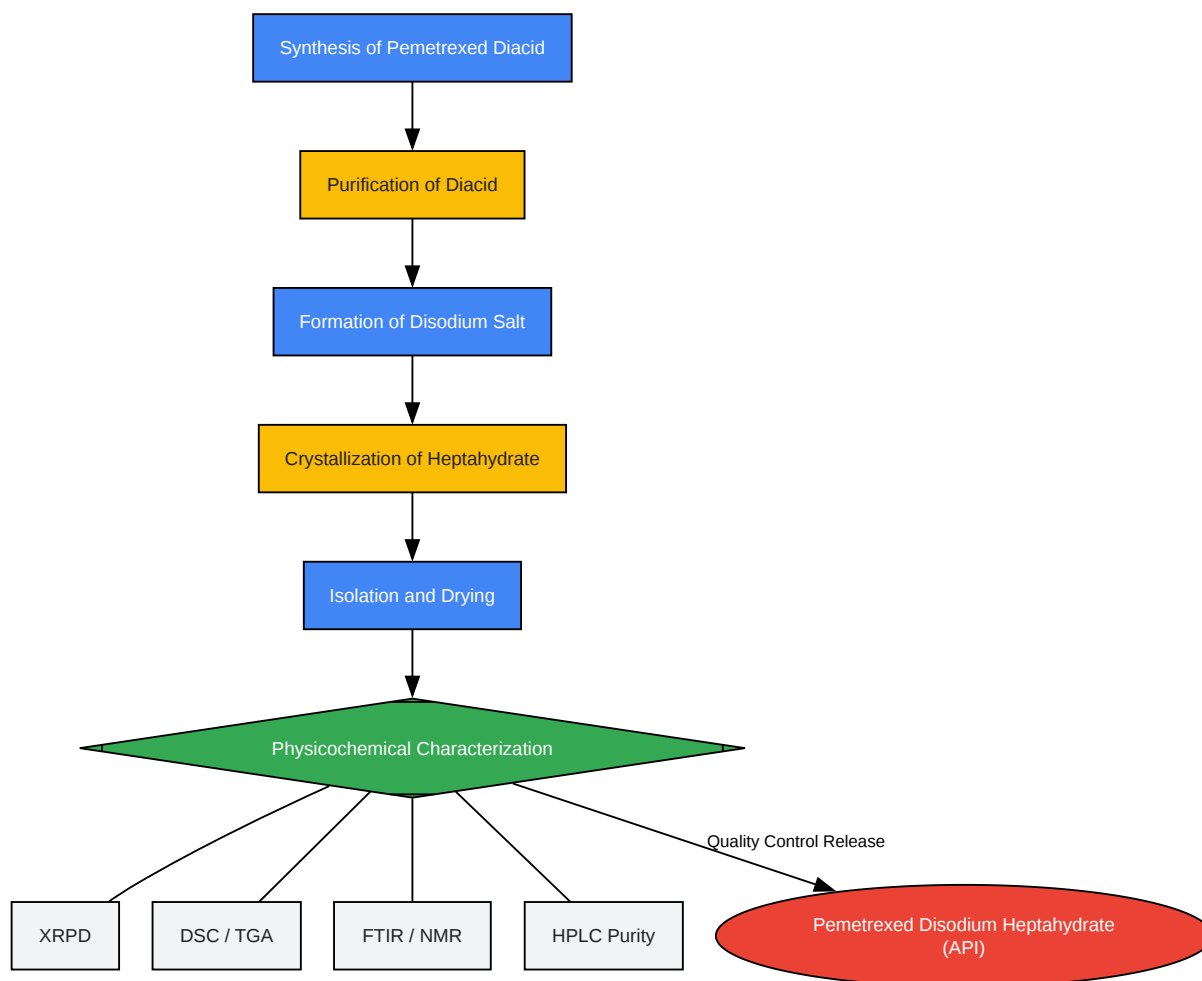 Synthesis of Pemetrexed Diacid
Purification of Diacid
Formation of Disodium Salt
Crystallization of Heptahydrate
Isolation and Drying
Physicochemical Characterization
Quality Control Release
XRPD
DSC / TGA
FTIR / NMR
HPLC Purity
Pemetrexed Disodium Heptahydrate
(API)